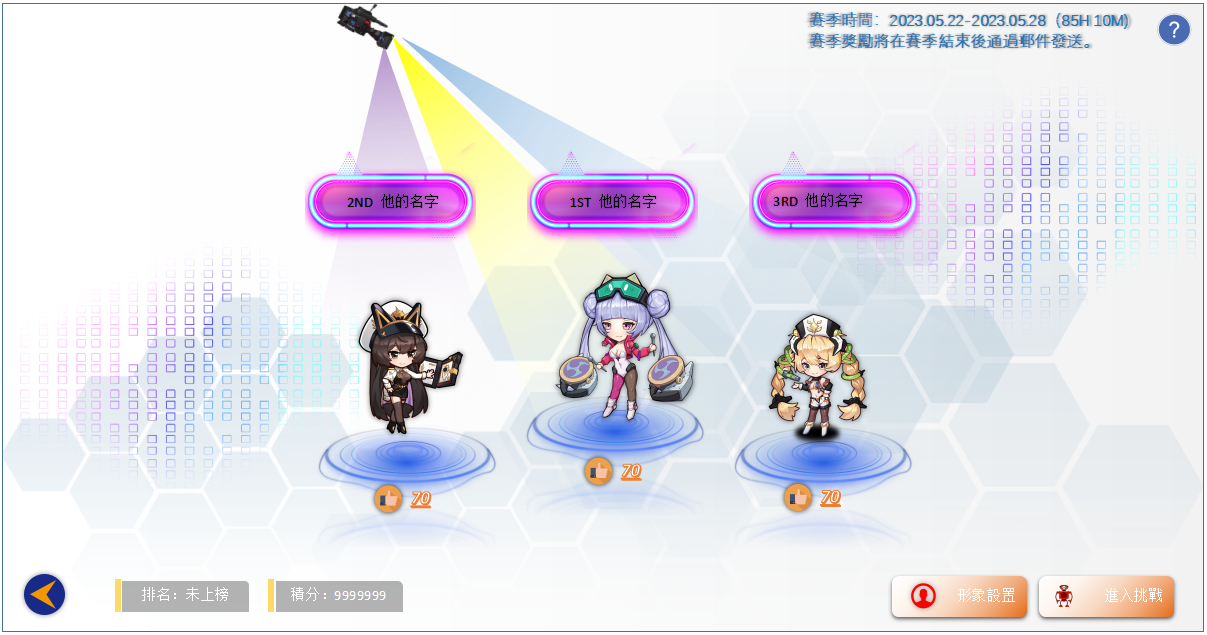 賽季時間：2023.05.22-2023.05.28（85H 10M）
賽季獎勵將在賽季結束後通過郵件發送。
?
2ND 他的名字
1ST 他的名字
3RD 他的名字
70
70
70
排名：未上榜
積分：9999999
形象設置
進入挑戰